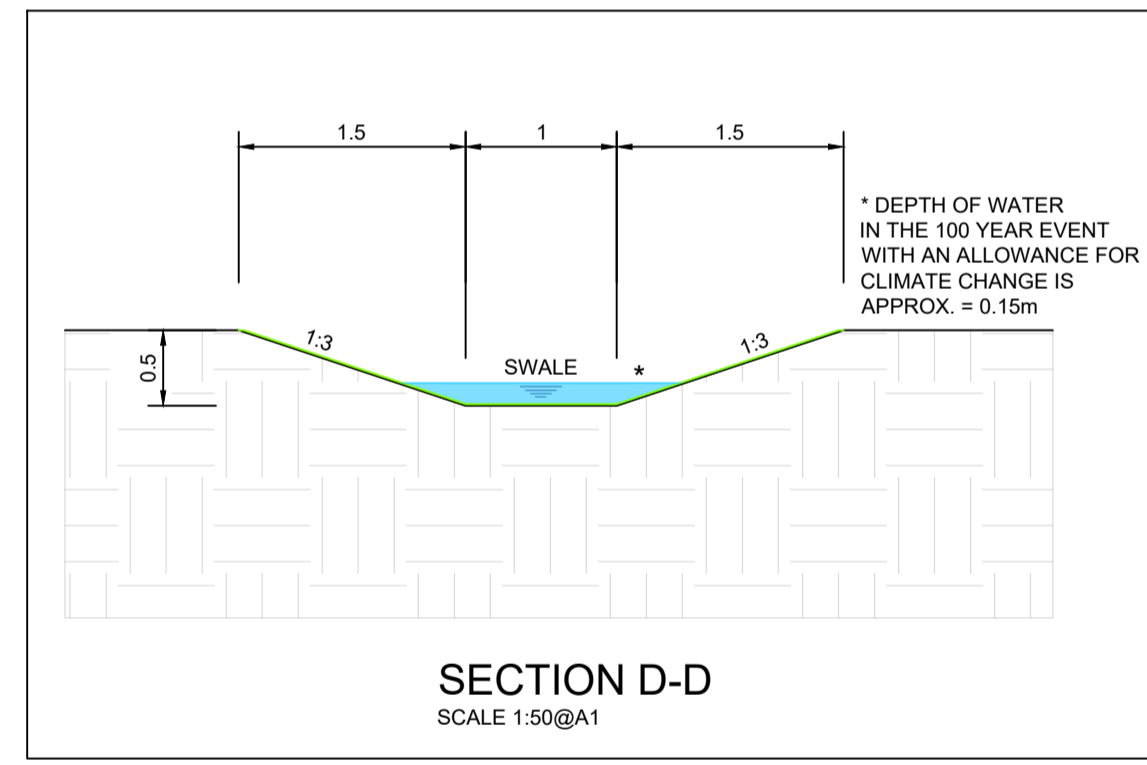 1.5
1
1.5
* DEPTH OF WATER
IN THE 100 YEAR EVENT
WITH AN ALLOWANCE FOR
CLIMATE CHANGE IS
APPROX. = 0.15m
0.5
1:3
SWALE
*
1:3
SECTION D-D
SCALE 1:50@A1